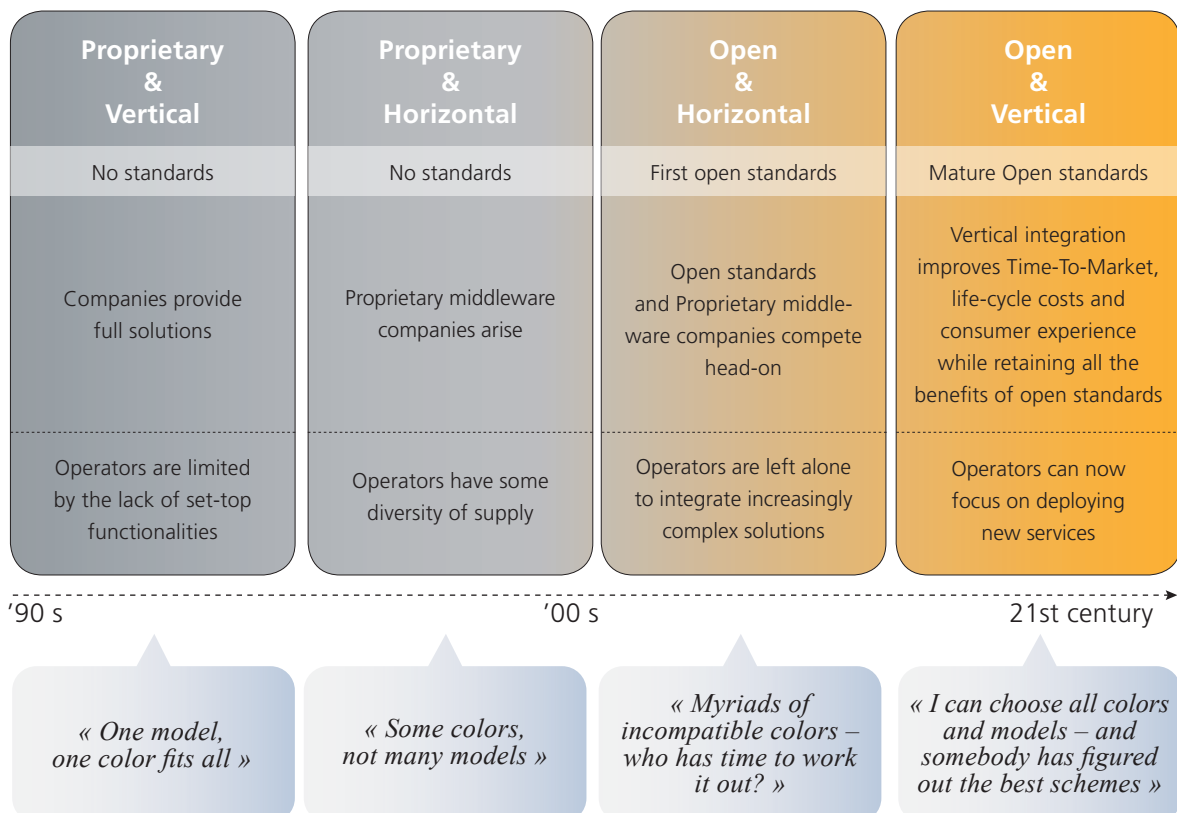 Proprietary
&
Vertical
No standards
Companies provide
full solutions
Operators are limited
by the lack of set-top
functionalities
Proprietary
&
Horizontal
No standards
Proprietary middleware
companies arise
Operators have some
diversity of supply
Open
&
Horizontal
First open standards
Open standards
and Proprietary middle-
ware companies compete
head-on
Operators are left alone
to integrate increasingly
complex solutions
Open
&
Vertical
Mature Open standards
Vertical integration
improves Time-To-Market,
life-cycle costs and
consumer experience
while retaining all the
benefits of open standards
Operators can now
focus on deploying
new services
’90 s
’00 s
21st century
« One model,
one color fits all »
« Some colors,
not many models »
« Myriads of
incompatible colors –
who has time to work
it out? »
« I can choose all colors
and models – and
somebody has figured
out the best schemes »